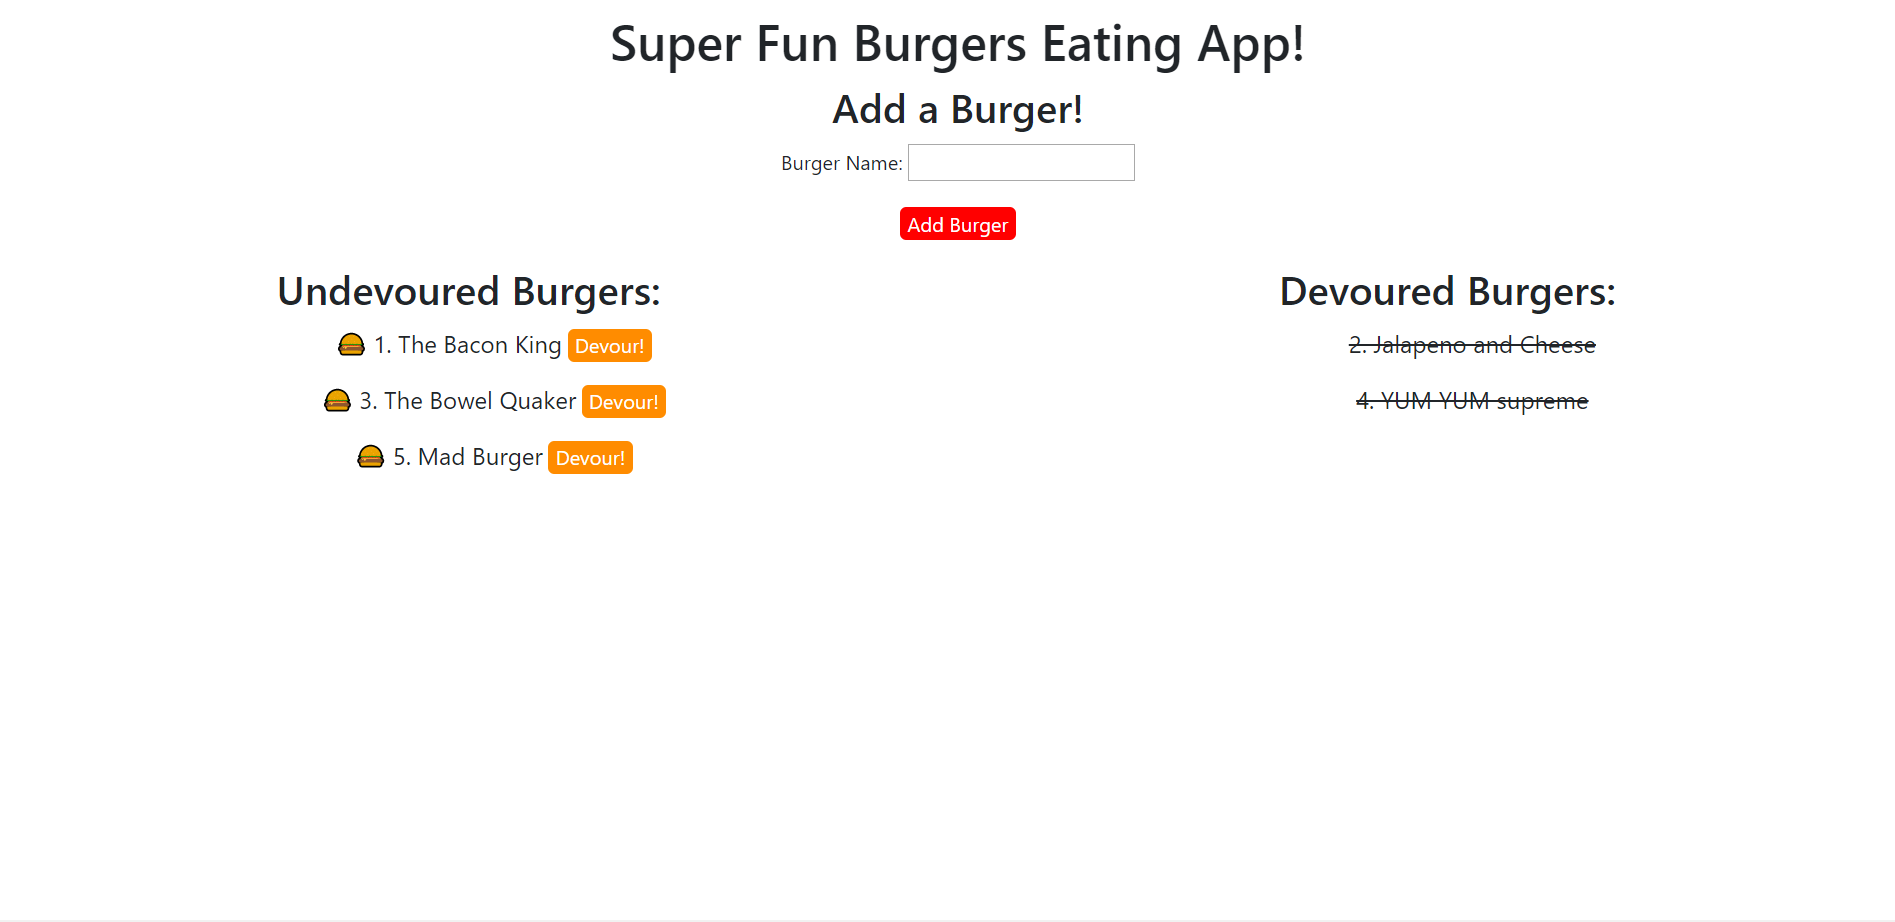 Super Fun Burgers Eating App!
Add a Burger!
Burger Name:
Add Burger
Undevoured Burgers:
1. The Bacon King Devour!
3. The Bowel Quaker Devour!
5. Mad Burger Devour!
Devoured Burgers:
2. Jalapeno and Cheese
4. YUM YUM supreme